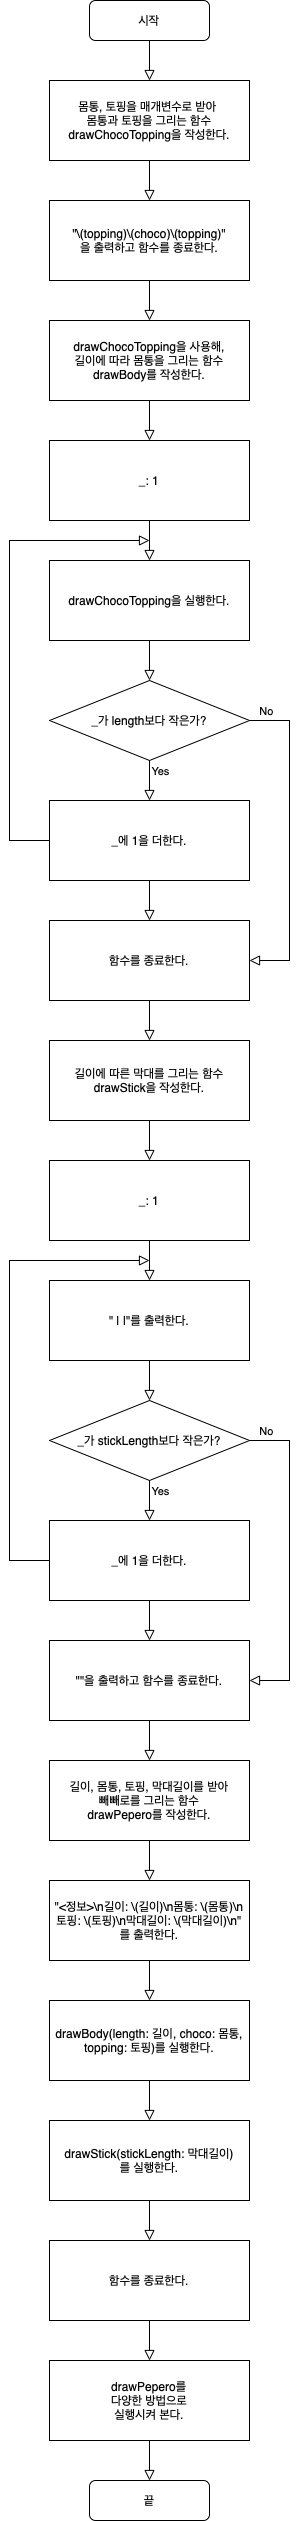 시작
몸통, 토핑을 매개변수로 받아
몸통과 토핑을 그리는 함수
drawChocoTopping을 작성한다.
"\(topping)\(choco)\(topping)"
을 출력하고 함수를 종료한다.
drawChocoTopping을 사용해,
길이에 따라 몸통을 그리는 함수
drawBody를 작성한다.
_: 1
drawChocoTopping을 실행한다.
_가 length보다 작은가?
No
Yes
_에 1을 더한다.
함수를 종료한다.
길이에 따른 막대를 그리는 함수
drawStick을 작성한다.
_: 1
" | |"를 출력한다.
_가 stickLength보다 작은가?
No
Yes
_에 1을 더한다.
""을 출력하고 함수를 종료한다.
길이, 몸통, 토핑, 막대길이를 받아
빼빼로를 그리는 함수
drawPepero를 작성한다.
"<정보>\n길이: \(길이)\n몸통: \(몸통)\n
토핑: \(토핑)\n막대길이: \(막대길이)\n"
를 출력한다.
drawBody(length: 길이, choco: 몸통,
topping: 토핑)를 실행한다.
drawStick(stickLength: 막대길이)
를 실행한다.
함수를 종료한다.
drawPepero를
다양한 방법으로
실행시켜 본다.
끝